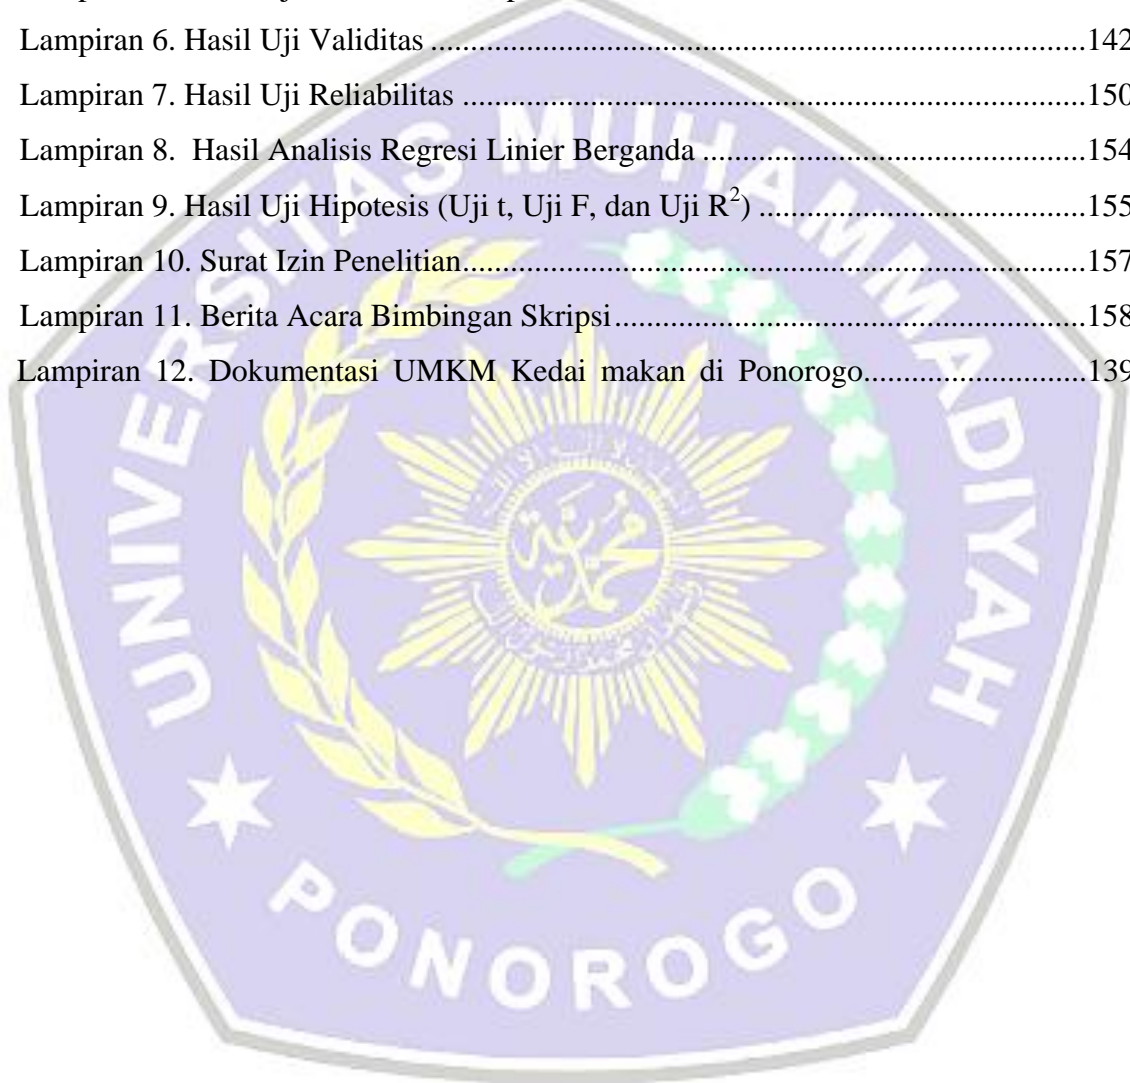 Lampiran 6. Hasil Uji Validitas ....................................................................................142
Lampiran 7. Hasil Uji Reliabilitas ................................................................................150
Lampiran 8.  Hasil Analisis Regresi Linier Berganda .................................................154
Lampiran 9. Hasil Uji Hipotesis (Uji t, Uji F, dan Uji R²) ..........................................155
Lampiran 10. Surat Izin Penelitian...............................................................................157
Lampiran 11. Berita Acara Bimbingan Skripsi............................................................158
Lampiran 12. Dokumentasi UMKM Kedai makan di Ponorogo............................139
UNIVERSITAS MUHAMMADIYAH
PONOROGO